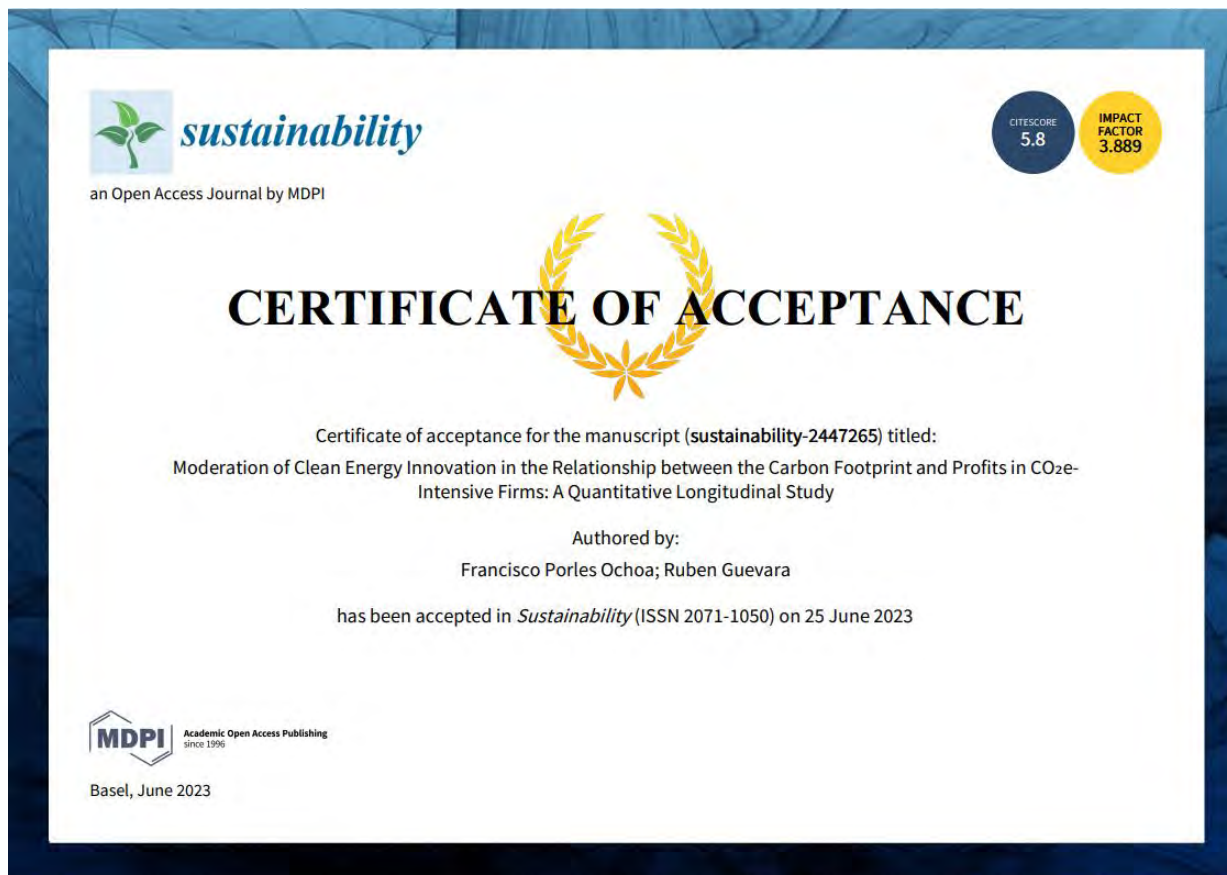 sustainability
an Open Access Journal by MDPI
CITESCORE
5.8
IMPACT
FACTOR
3.889
CERTIFICATE OF ACCEPTANCE
Certificate of acceptance for the manuscript (sustainability-2447265) titled:
Moderation of Clean Energy Innovation in the Relationship between the Carbon Footprint and Profits in CO₂e-
Intensive Firms: A Quantitative Longitudinal Study
Authored by:
Francisco Porles Ochoa; Ruben Guevara
has been accepted in Sustainability (ISSN 2071-1050) on 25 June 2023
MDPI
Academic Open Access Publishing
since 1996
Basel, June 2023